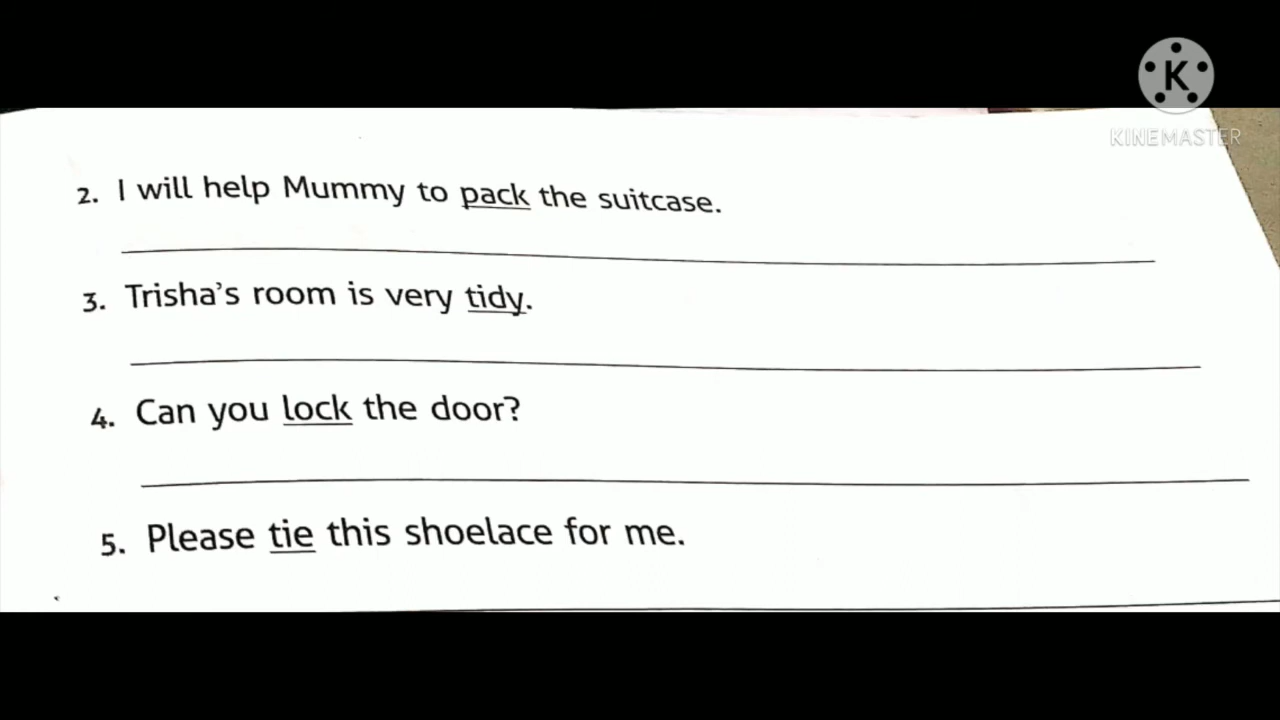 K
KINEMASTER
2. I will help Mummy to pack the suitcase.
3. Trisha's room is very tidy.
4. Can you lock the door?
5. Please tie this shoelace for me.